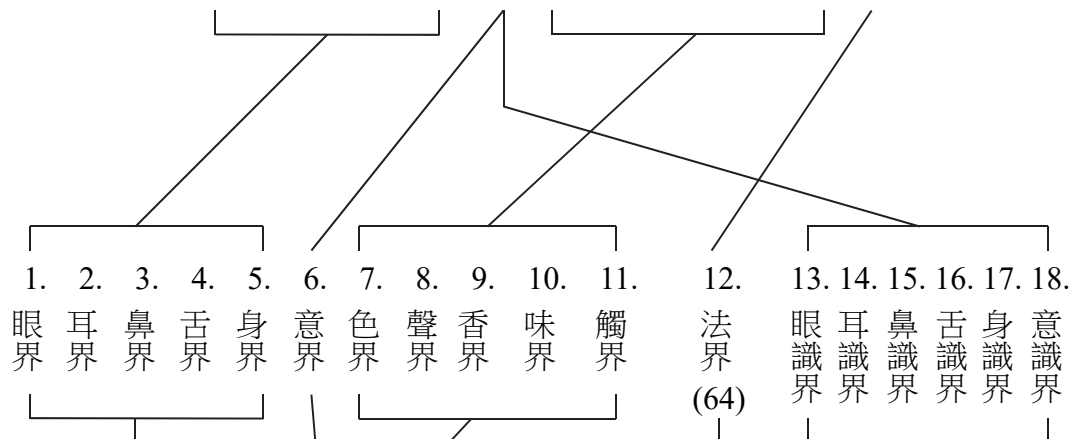 1. 2. 3. 4. 5. 6. 7. 8. 9. 10. 11. 12. 13. 14. 15. 16. 17. 18.
眼界
耳界
鼻界
舌界
身界
意界
色界
聲界
香界
味界
觸界
法界
(64)
眼識界
耳識界
鼻識界
舌識界
身識界
意識界